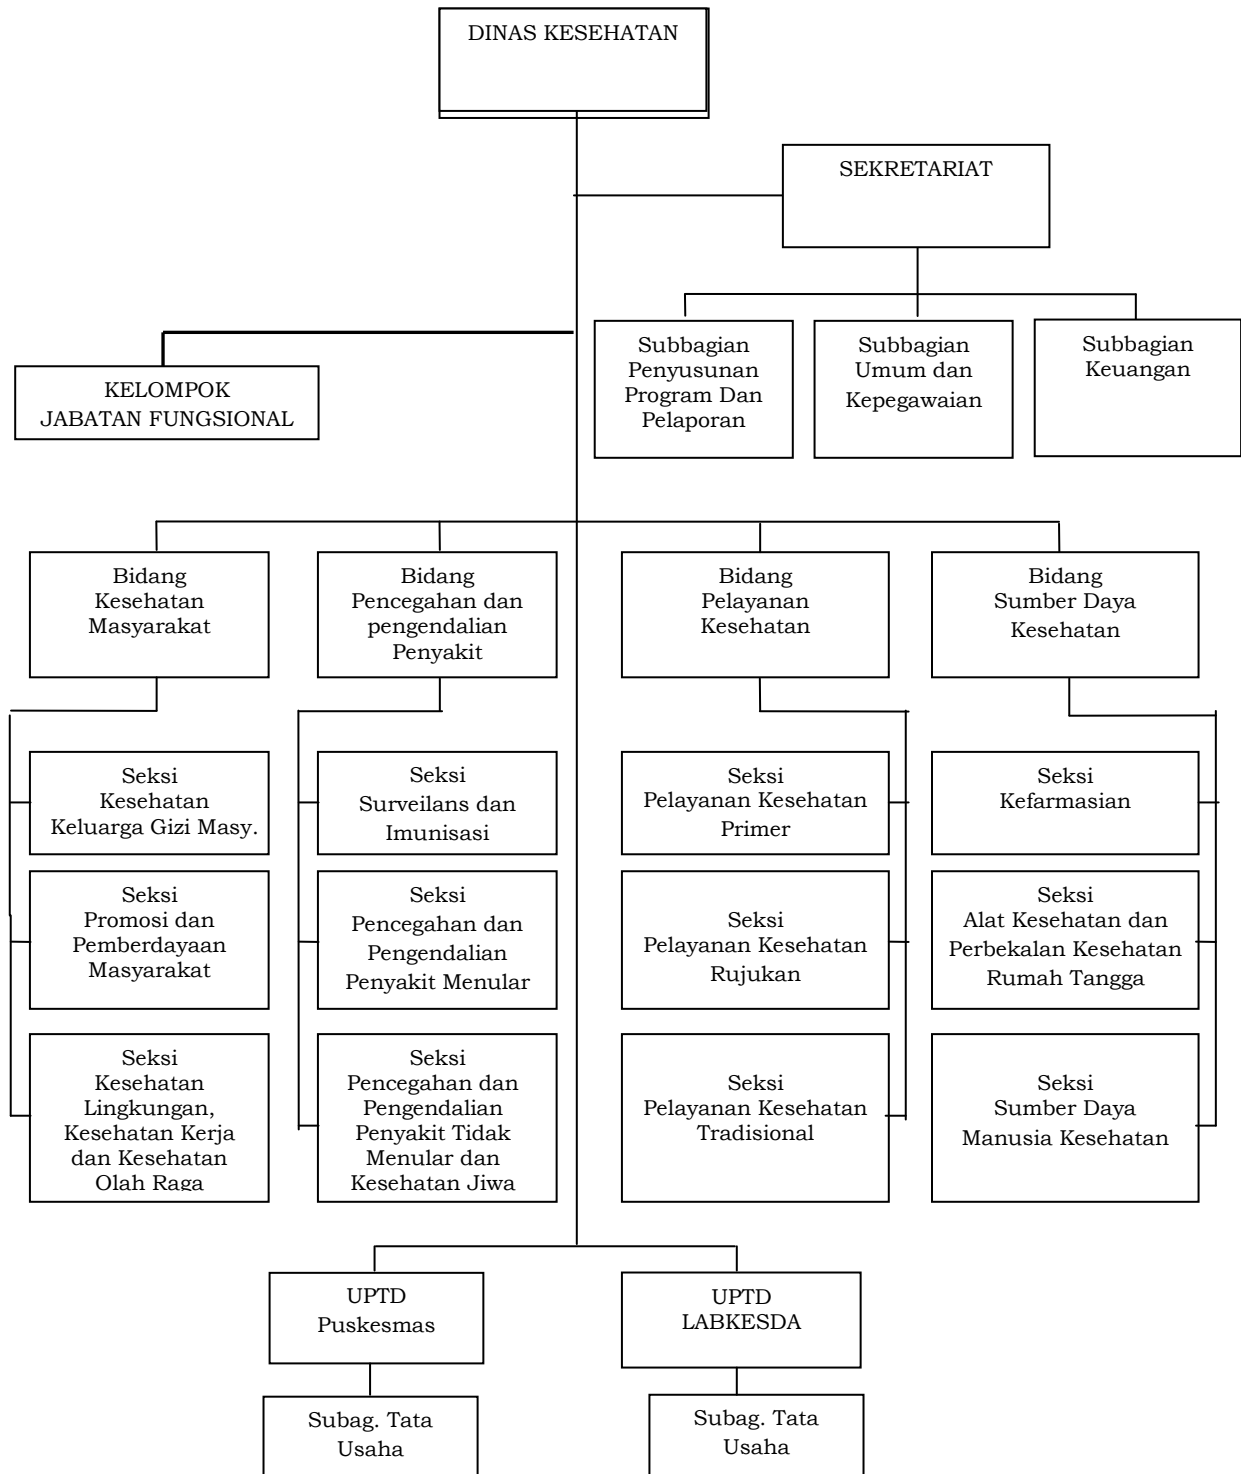 DINAS KESEHATAN
SEKRETARIAT
Subbagian
Penyusunan
Program Dan
Pelaporan
Subbagian
Umum dan
Kepegawaian
Subbagian
Keuangan
KELOMPOK
JABATAN FUNGSIONAL
Bidang
Kesehatan
Masyarakat
Bidang
Pencegahan dan
pengendalian
Penyakit
Bidang
Pelayanan
Kesehatan
Bidang
Sumber Daya
Kesehatan
Seksi
Kesehatan
Keluarga Gizi Masy.
Seksi
Surveilans dan
Imunisasi
Seksi
Pelayanan Kesehatan
Primer
Seksi
Kefarmasian
Seksi
Promosi dan
Pemberdayaan
Masyarakat
Seksi
Pencegahan dan
Pengendalian
Penyakit Menular
Seksi
Pelayanan Kesehatan
Rujukan
Seksi
Alat Kesehatan dan
Perbekalan Kesehatan
Rumah Tangga
Seksi
Kesehatan
Lingkungan,
Kesehatan Kerja
dan Kesehatan
Olah Raga
Seksi
Pencegahan dan
Pengendalian
Penyakit Tidak
Menular dan
Kesehatan Jiwa
Seksi
Pelayanan Kesehatan
Tradisional
Seksi
Sumber Daya
Manusia Kesehatan
UPTD
Puskesmas
UPTD
LABKESDA
Subag. Tata
Usaha
Subag. Tata
Usaha